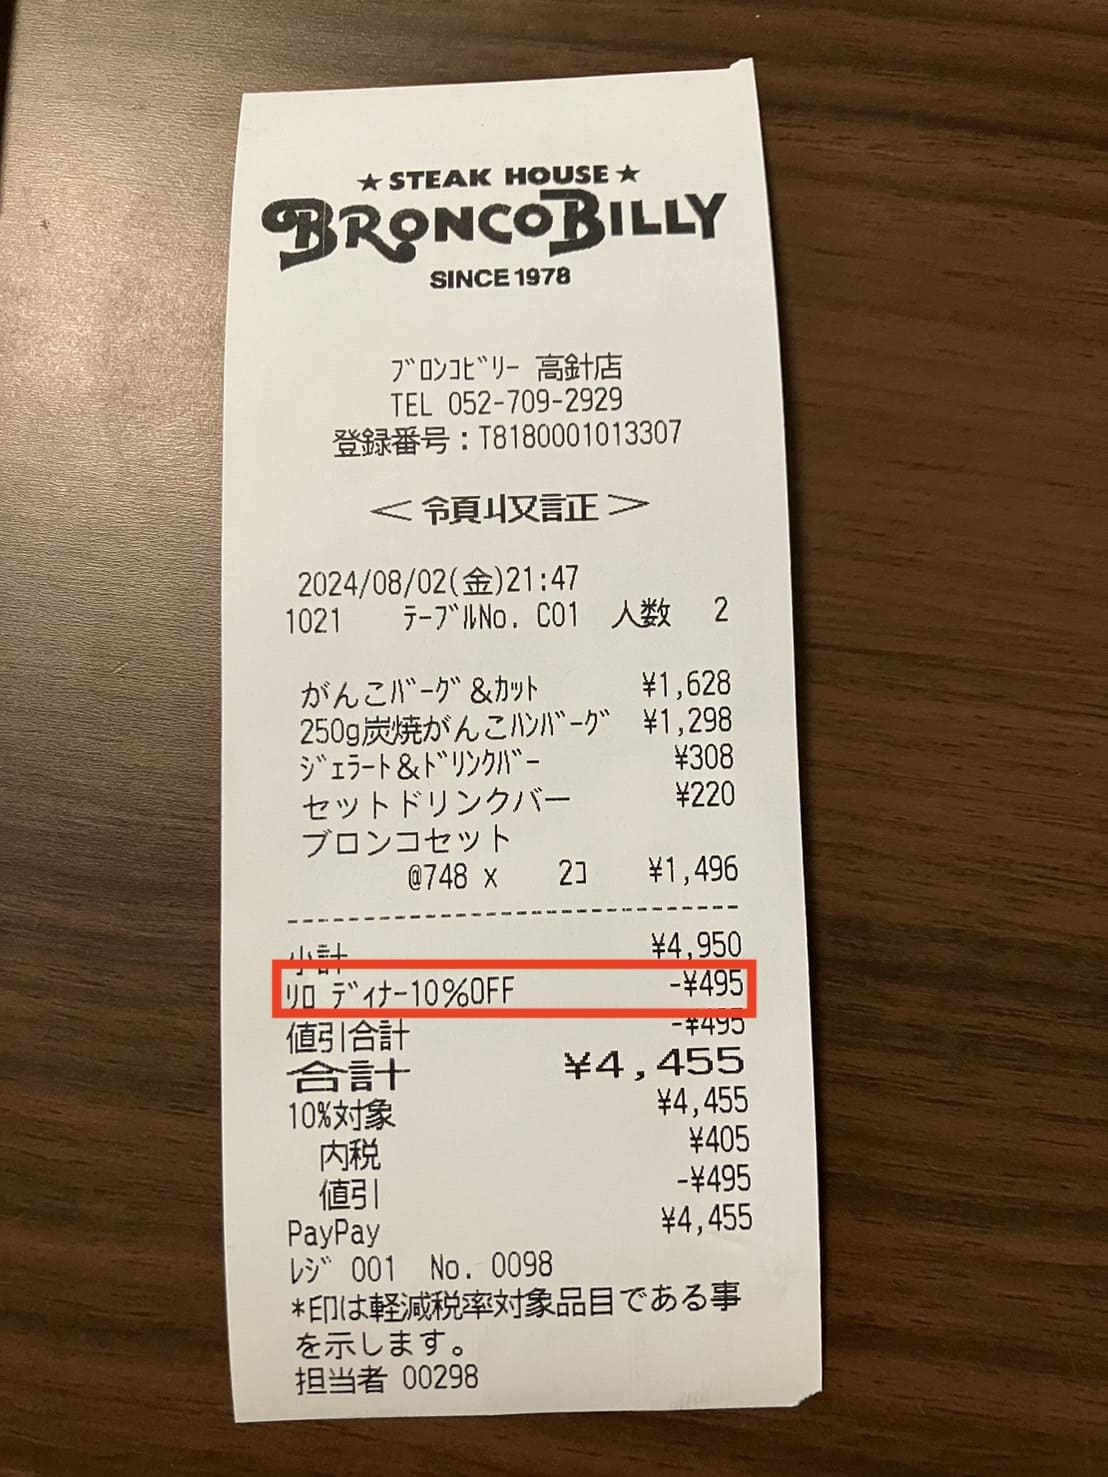 ★STEAK HOUSE★
BRONCOBILLY
SINCE 1978
ﾌﾞﾛﾝｺﾋﾞﾘｰ 高針店
TEL 052-709-2929
登録番号：T8180001013307
＜領収証＞
2024/08/02(金)21:47
1021 ﾃｰﾌﾞﾙNo. C01 人数 2
がんこﾊﾞｰｸﾞ&ｶｯﾄ ¥1,628
250g炭焼がんこﾊﾝﾊﾞｰｸﾞ ¥1,298
ｼﾞｪﾗｰﾄ&ﾄﾞﾘﾝｸﾊﾞｰ ¥308
セットドリンクバー ¥220
ブロンコセット
@748 x 2ｺ ¥1,496
小計 ¥4,950
ﾘﾛ ﾃﾞｨﾅｰ10%OFF -¥495
値引合計 -¥495
合計 ¥4,455
10%対象 ¥4,455
内税 ¥405
値引 -¥495
PayPay ¥4,455
ﾚｼﾞ 001 No. 0098
*印は軽減税率対象品目である事
を示します。
担当者 00298